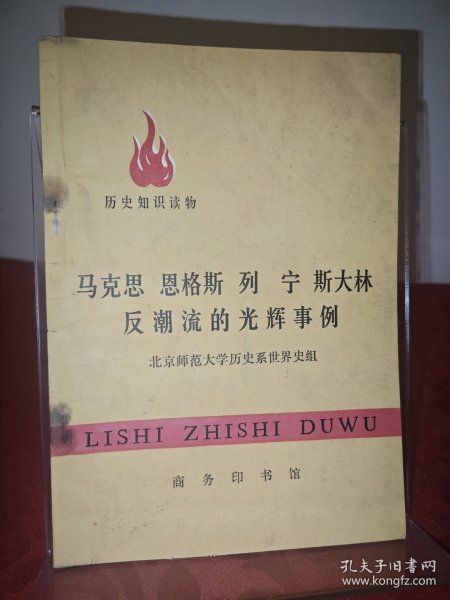 历史知识读物
马克思 恩格斯 列 宁 斯大林
反潮流的光辉事例
北京师范大学历史系世界史组
LISHI ZHISHI DUWU
商务印书馆
孔夫子旧书网
www.kongfz.com